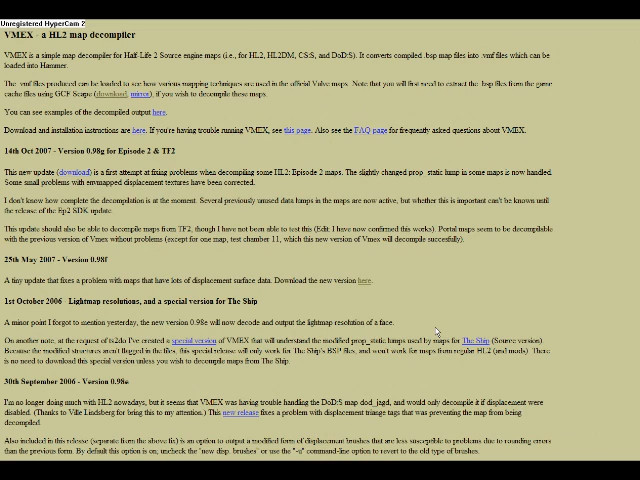 Unregistered HyperCam 2
VMEX - a HL2 map decompiler
VMEX is a simple map decompiler for Half-Life 2 Source engine maps (i.e., for HL2, HL2DM, CS:S, and DoD:S). It converts compiled .bsp map files into .vmf files which can be
loaded into Hammer.
The .vmf files produced can be loaded to see how various mapping techniques are used in the official Valve maps. Note that you will first need to extract the .bsp files from the game
cache files using GCF Scape (download, mirror), if you wish to decompile these maps.
You can see examples of the decompiled output here.
Download and installation instructions are here. If you're having trouble running VMEX, see this page. Also see the FAQ page for frequently asked questions about VMEX.
14th Oct 2007 - Version 0.98g for Episode 2 & TF2
This new update (download) is a first attempt at fixing problems when decompiling some HL2: Episode 2 maps. The slightly changed prop_static lump in some maps is now handled.
Some small problems with envmapped displacement textures have been corrected.
I don't know how complete the decompilation is at the moment. Several previously unused data lumps in the maps are now active, but whether this is important can't be known until
the release of the Ep2 SDK update.
This update should also be able to decompile maps from TF2, though I have not been able to test this (Edit: I have now confirmed this works). Portal maps seem to be decompilable
with the previous version of Vmex without problems (except for one map, test chamber 11, which this new version of Vmex will decompile succesfully).
25th May 2007 - Version 0.98f
A tiny update that fixes a problem with maps that have lots of displacement surface data. Download the new version here.
1st October 2006 - Lightmap resolutions, and a special version for The Ship
A minor point I forgot to mention yesterday, the new version 0.98e will now decode and output the lightmap resolution of a face.
On another note, at the request of ts2do I've created a special version of VMEX that will understand the modified prop_static lumps used by maps for The Ship (Source version).
Because the modified structures aren't flagged in the files, this special release will only work for The Ship's BSP files, and won't work for maps from regular HL2 (and mods). There
is no need to download this special version unless you wish to decompile maps from The Ship.
30th September 2006 - Version 0.98e
I'm no longer doing much with HL2 nowadays, but it seems that VMEX was having trouble handling the DoD:S map dod_jagd, and would only decompile it if displacement were
disabled. (Thanks to Ville Lindsberg for bring this to my attention.) This new release fixes a problem with displacement triange tags that was preventing the map from being
decompiled.
Also included in this release (separate from the above fix) is an option to output a modified form of displacement brushes that are less susceptible to problems due to rounding errors
than the previous form. By default this option is on; uncheck the "new disp. brushes" or use the "-u" command-line option to revert to the old type of brushes.